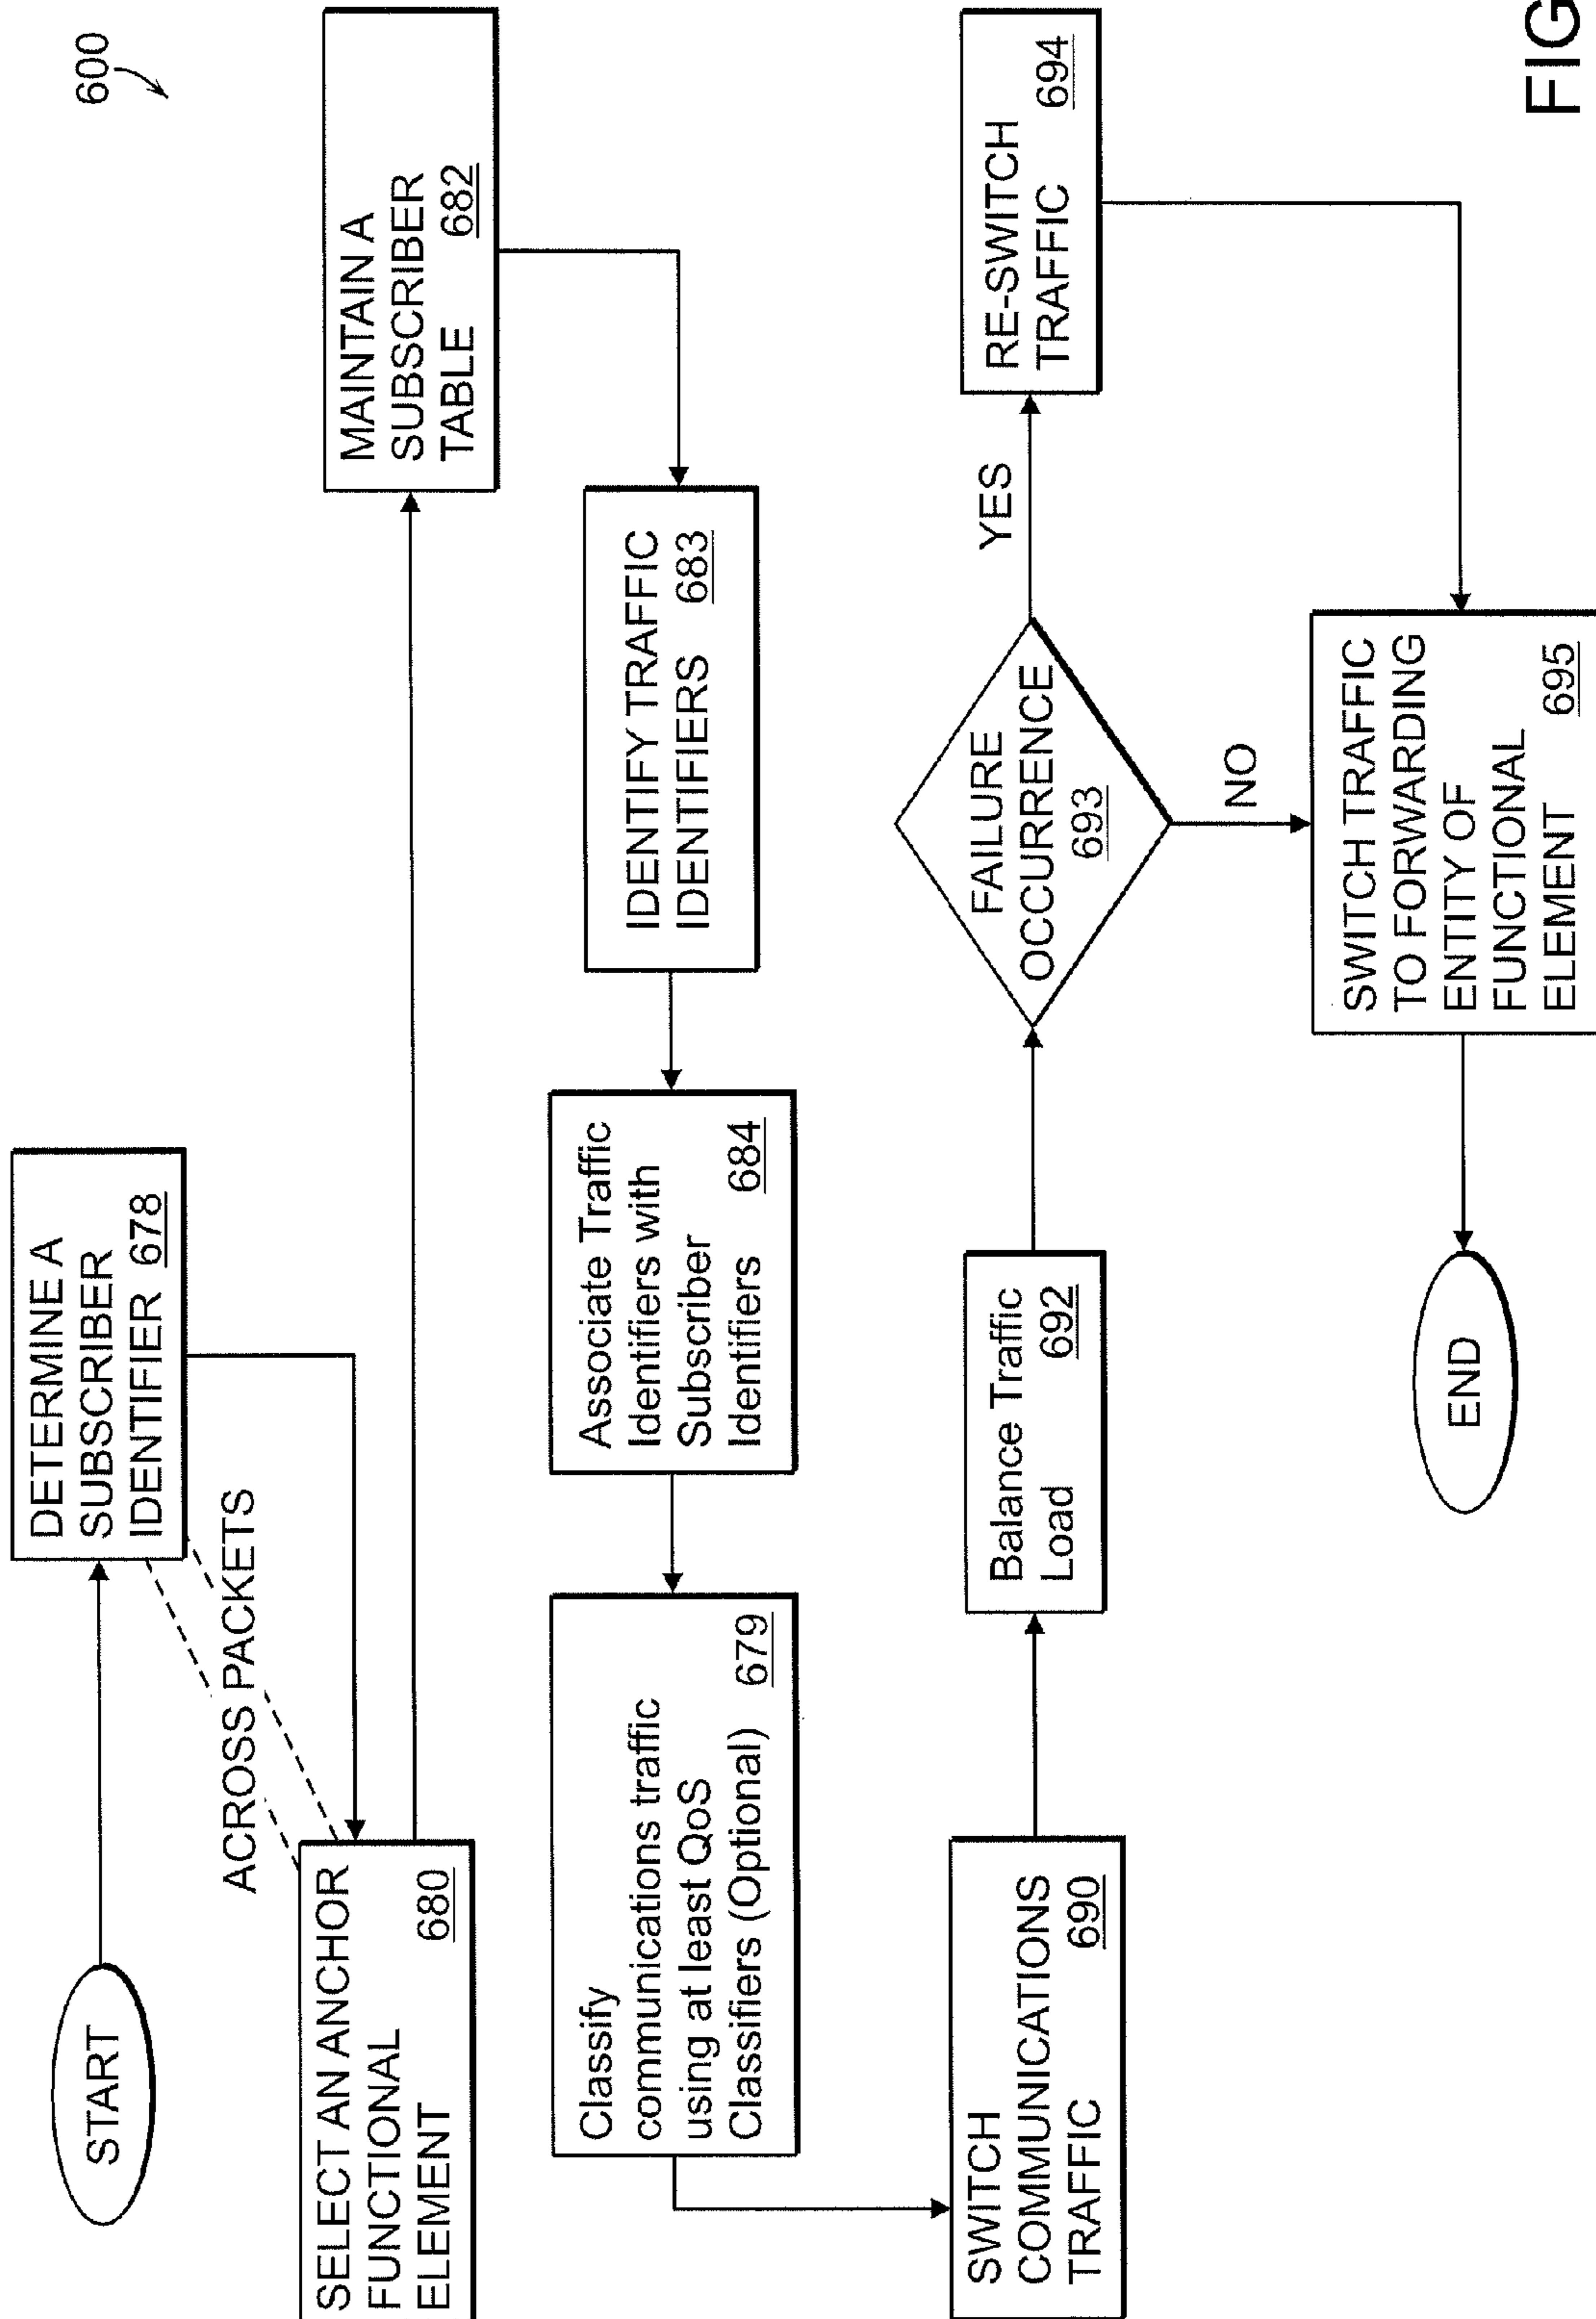 600
START
DETERMINE A
SUBSCRIBER
IDENTIFIER 678
ACROSS PACKETS
SELECT AN ANCHOR
FUNCTIONAL
ELEMENT 680
MAINTAIN A
SUBSCRIBER
TABLE 682
IDENTIFY TRAFFIC
IDENTIFIERS 683
Associate Traffic
Identifiers with
Subscriber
Identifiers 684
Classify
communications traffic
using at least QoS
Classifiers (Optional) 679
SWITCH
COMMUNICATIONS
TRAFFIC 690
Balance Traffic
Load 692
FAILURE
OCCURRENCE
693
YES
NO
RE-SWITCH
TRAFFIC 694
SWITCH TRAFFIC
TO FORWARDING
ENTITY OF
FUNCTIONAL
ELEMENT 695
END
FIG